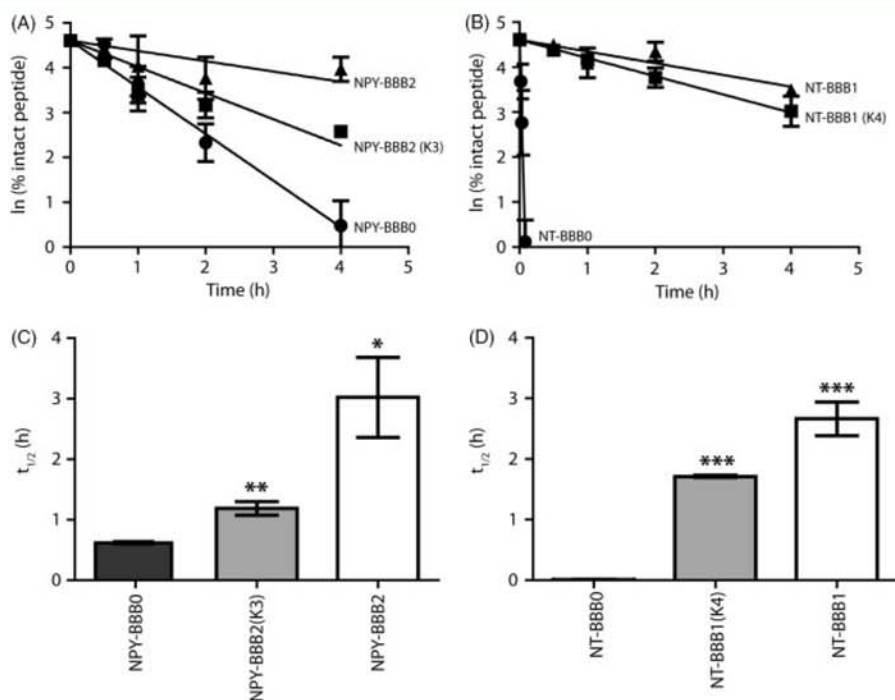 (A)
5
4
3
2
1
0
ln (% intact peptide)
0 1 2 3 4 5
Time (h)
NPY-BBB2
NPY-BBB2 (K3)
NPY-BBB0
(B)
5
4
3
2
1
0
ln (% intact peptide)
0 1 2 3 4 5
Time (h)
NT-BBB1
NT-BBB1 (K4)
NT-BBB0
(C)
4
3
2
1
0
t1/2 (h)
**
*
NPY-BBB0
NPY-BBB2(K3)
NPY-BBB2
(D)
4
3
2
1
0
t1/2 (h)
***
***
NT-BBB0
NT-BBB1(K4)
NT-BBB1